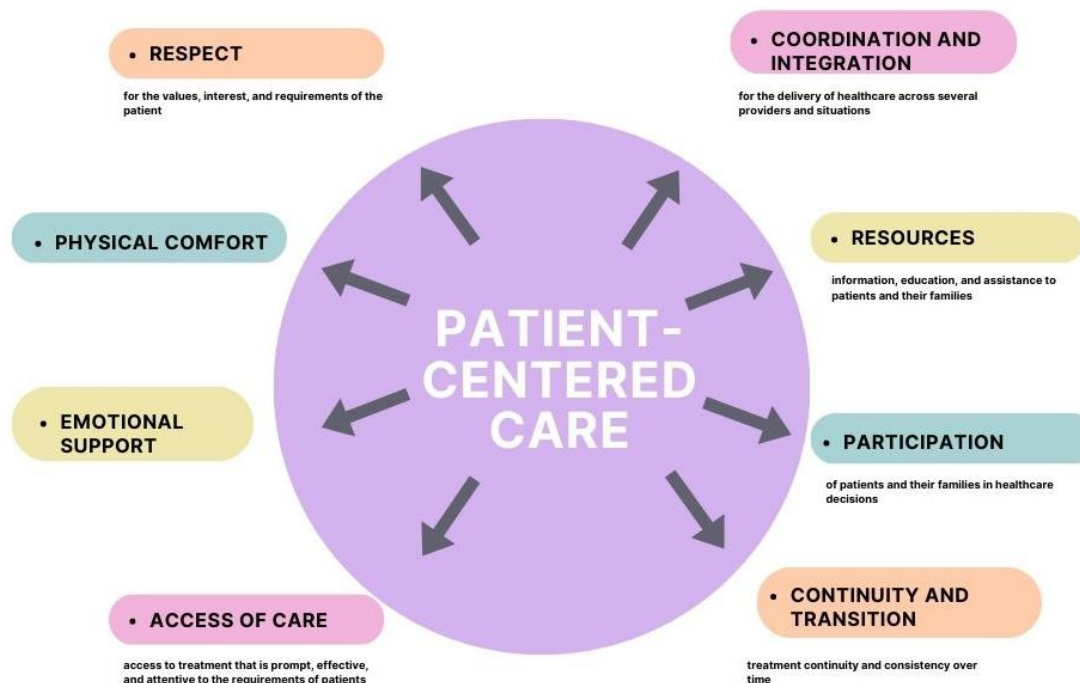 • RESPECT
for the values, interest, and requirements of the
patient
• COORDINATION AND
INTEGRATION
for the delivery of healthcare across several
providers and situations
• PHYSICAL COMFORT
• RESOURCES
information, education, and assistance to
patients and their families
PATIENT-
CENTERED
CARE
• EMOTIONAL
SUPPORT
• PARTICIPATION
of patients and their families in healthcare
decisions
• ACCESS OF CARE
access to treatment that is prompt, effective,
and attentive to the requirements of patients
• CONTINUITY AND
TRANSITION
treatment continuity and consistency over
time